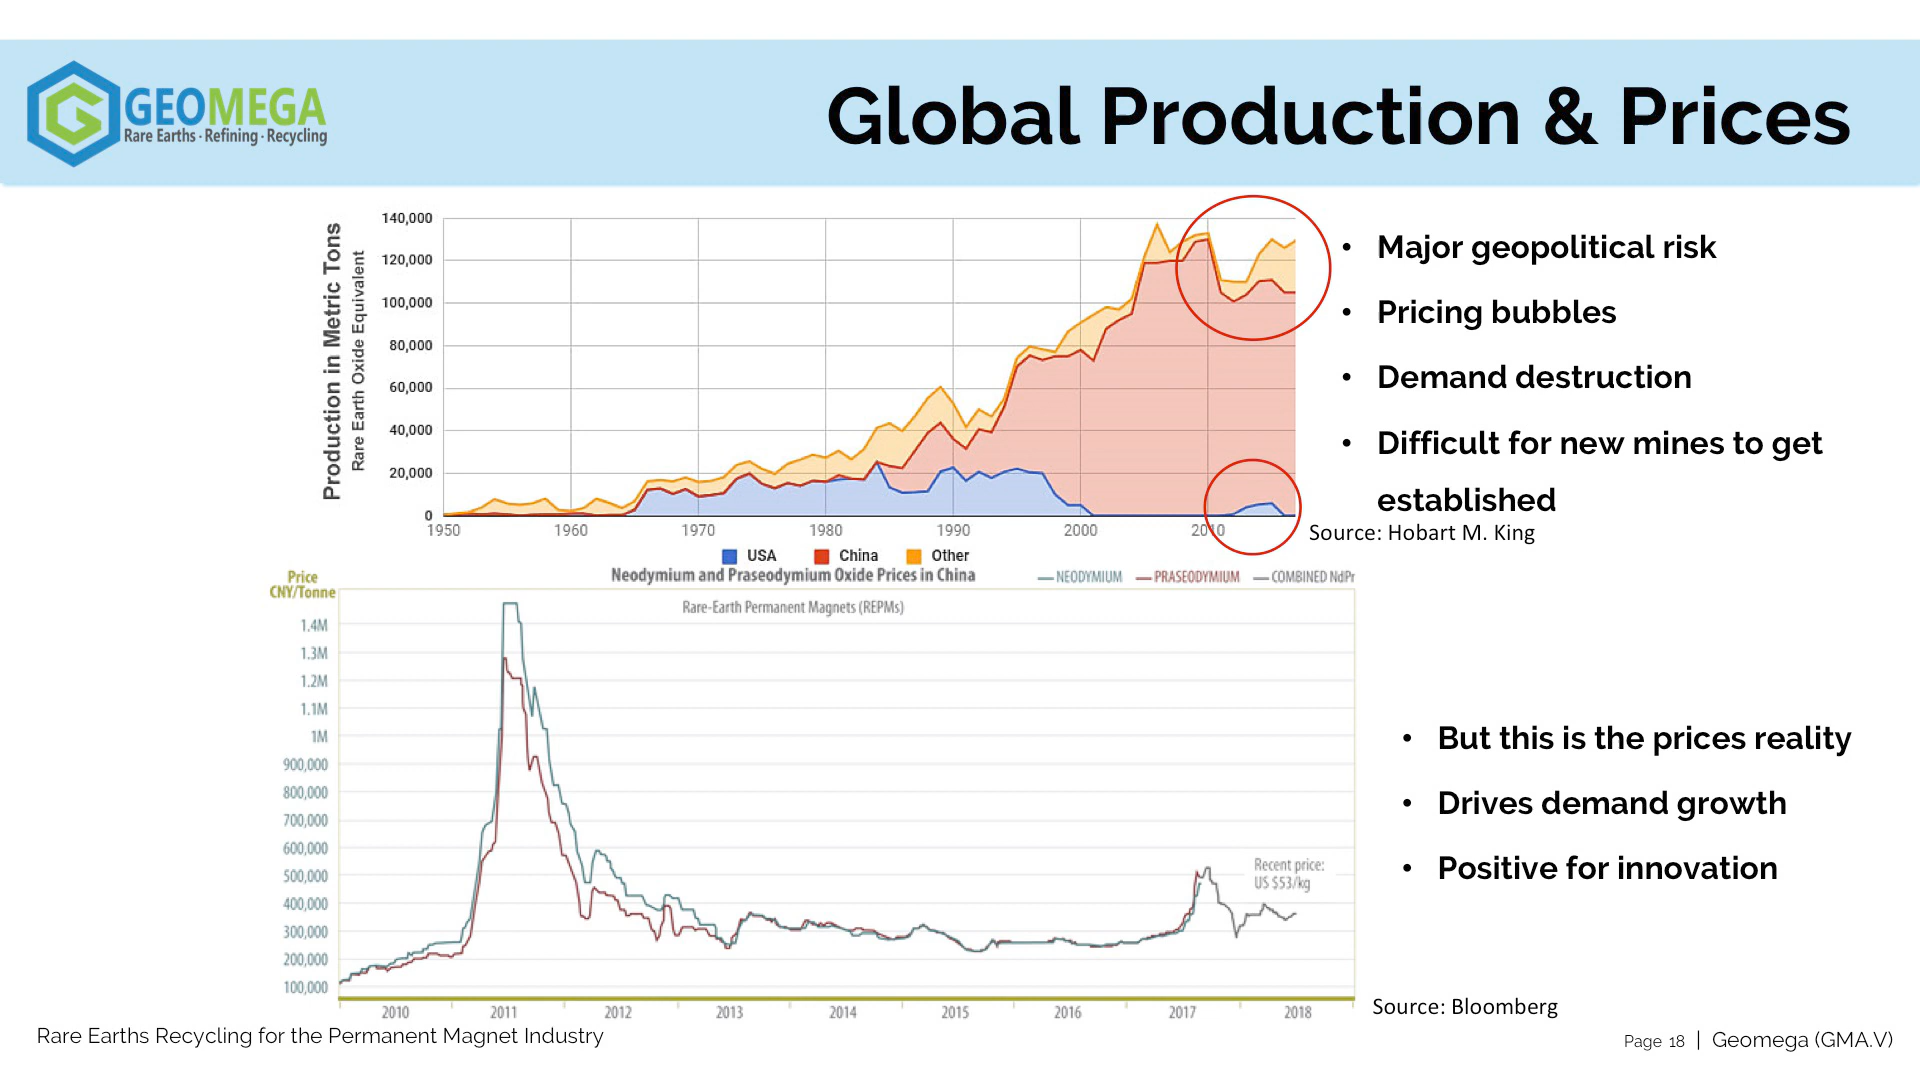 GEOMEGA
Rare Earths · Refining · Recycling
Global Production & Prices
Production in Metric Tons
Rare Earth Oxide Equivalent
140,000
120,000
100,000
80,000
60,000
40,000
20,000
0
1950 1960 1970 1980 1990 2000 2010
USA China Other
• Major geopolitical risk
• Pricing bubbles
• Demand destruction
• Difficult for new mines to get
established
Source: Hobart M. King
Neodymium and Praseodymium Oxide Prices in China
NEODYMIUM PRASEODYMIUM COMBINED NdPr
Price
CNY/Tonne
Rare-Earth Permanent Magnets (REPMs)
1.4M
1.3M
1.2M
1.1M
1M
900,000
800,000
700,000
600,000
500,000
400,000
300,000
200,000
100,000
Recent price:
US $53/kg
2010 2011 2012 2013 2014 2015 2016 2017 2018
• But this is the prices reality
• Drives demand growth
• Positive for innovation
Source: Bloomberg
Rare Earths Recycling for the Permanent Magnet Industry
Page 18 | Geomega (GMA.V)